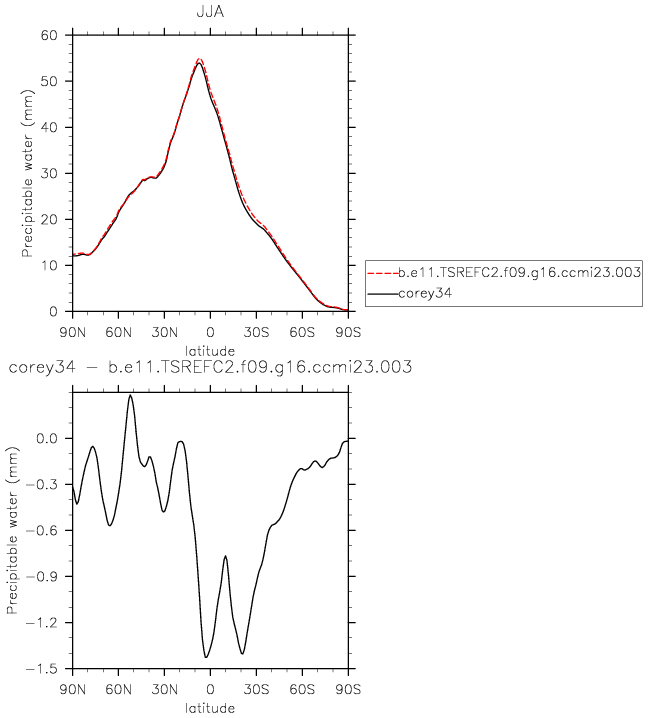 JJA
60
50
40
30
20
10
0
Precipitable water (mm)
90N 60N 30N 0 30S 60S 90S
latitude
b.e11.TSREFC2.f09.g16.ccmi23.003
corey34
corey34 − b.e11.TSREFC2.f09.g16.ccmi23.003
0.0
−0.3
−0.6
−0.9
−1.2
−1.5
Precipitable water (mm)
90N 60N 30N 0 30S 60S 90S
latitude